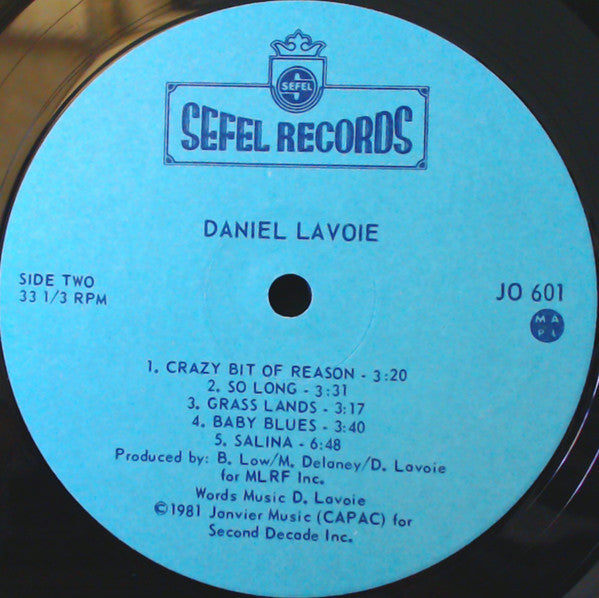 SEFEL
SEFEL RECORDS
DANIEL LAVOIE
SIDE TWO
33 1/3 RPM
JO 601
M A
P L
1. CRAZY BIT OF REASON - 3:20
2. SO LONG - 3:31
3. GRASS LANDS - 3:17
4. BABY BLUES - 3:40
5. SALINA - 6:48
Produced by: B. Low/M. Delaney/D. Lavoie
for MLRF Inc.
Words Music D. Lavoie
©1981 Janvier Music (CAPAC) for
Second Decade Inc.